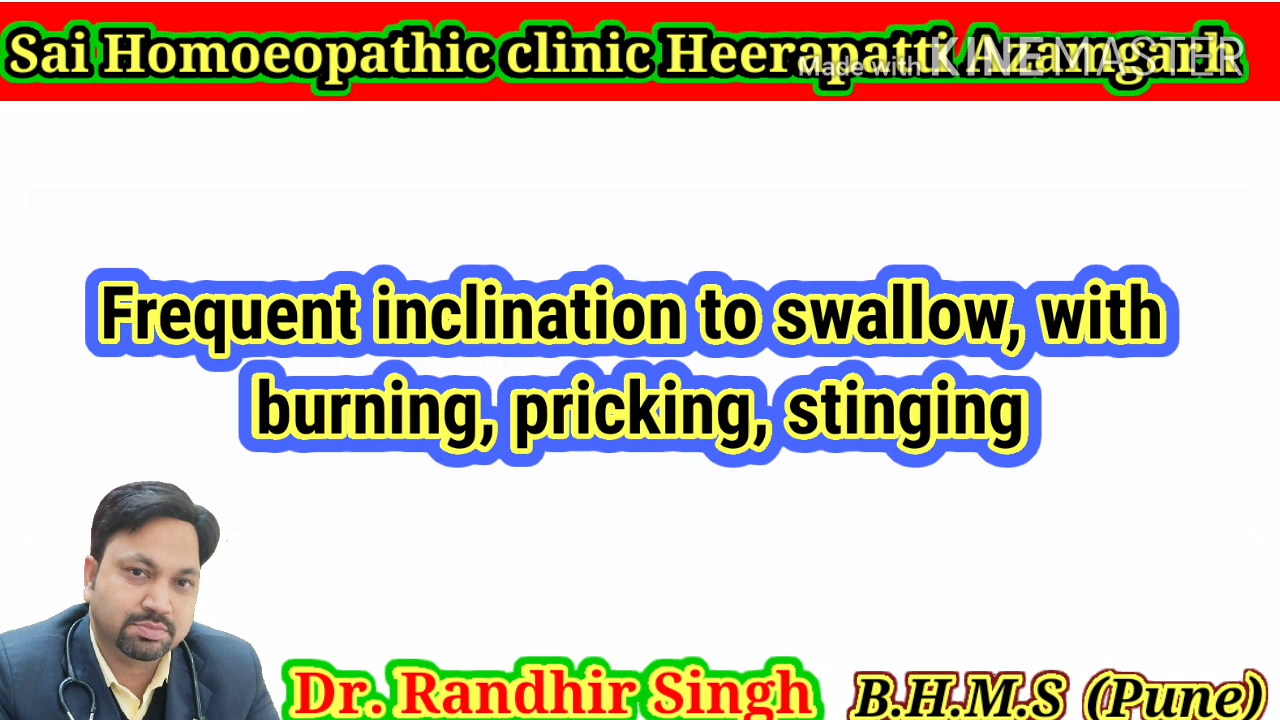 Sai Homoeopathic clinic Heerapatti Azamgarh
Made with KINEMASTER
Frequent inclination to swallow, with
burning, pricking, stinging
Dr. Randhir Singh B.H.M.S (Pune)